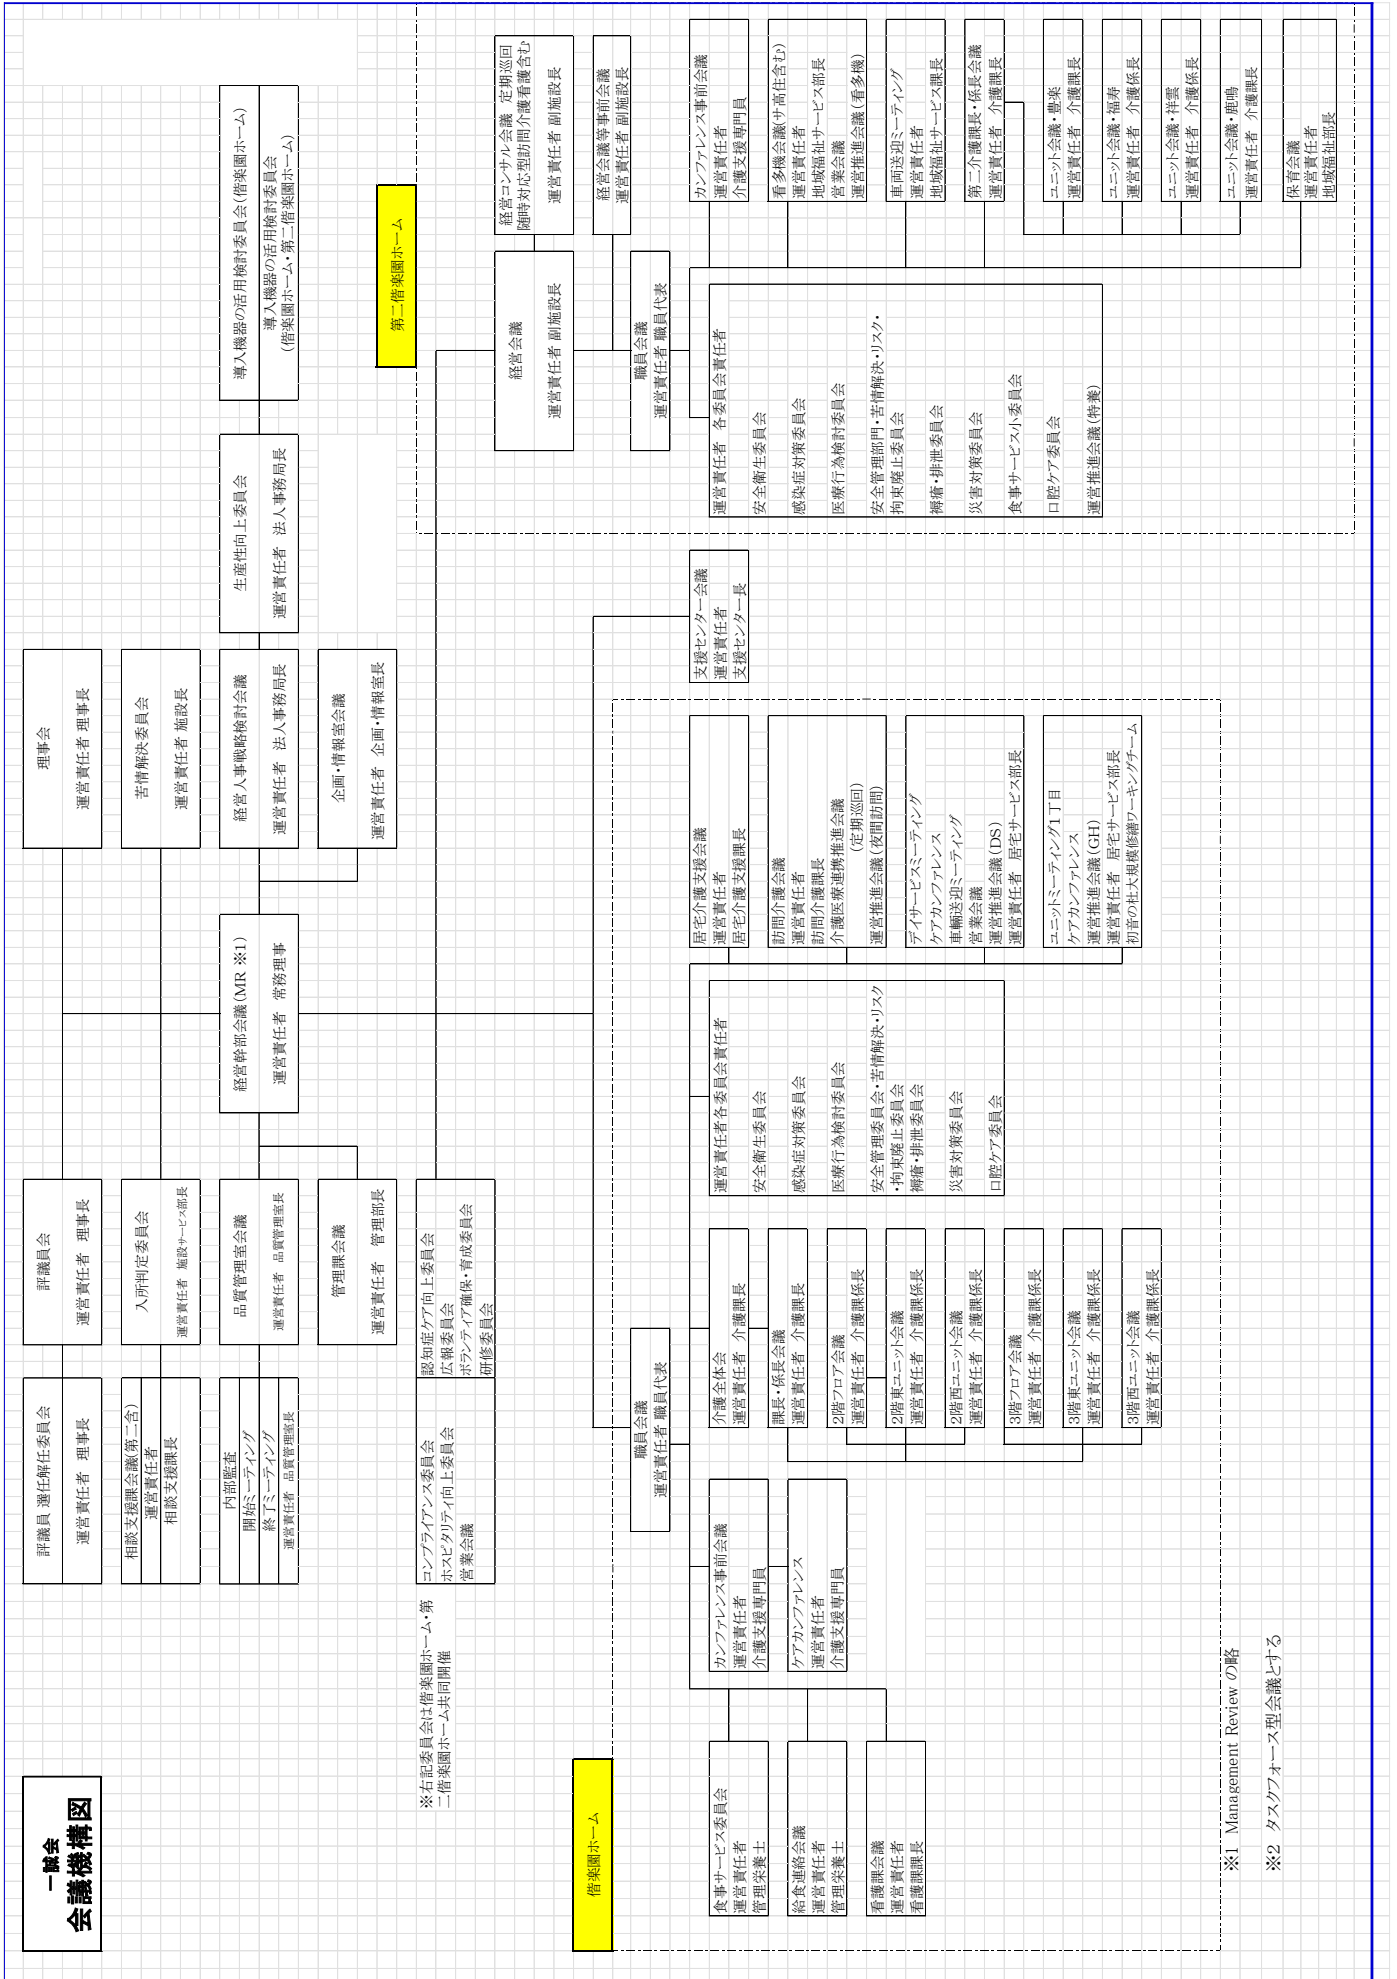 一誠会
会議機構図
評議員 選任解任委員会
運営責任者 理事長
評議員会
運営責任者 理事長
理事会
運営責任者 理事長
相談支援課会議(第二含)
運営責任者
相談支援課長
入所判定委員会
運営責任者 施設サービス部長
苦情解決委員会
運営責任者 施設長
内部監査
開始ミーティング
終了ミーティング
運営責任者 品質管理室長
品質管理室会議
運営責任者 品質管理室長
経営幹部会議(MR ※1)
運営責任者 常務理事
経営人事戦略検討会議
運営責任者 法人事務局長
生産性向上委員会
運営責任者 法人事務局長
導入機器の活用検討委員会(偕楽園ホーム)
導入機器の活用検討委員会
(偕楽園ホーム・第二偕楽園ホーム)
管理課会議
運営責任者 管理部長
企画・情報室会議
運営責任者 企画・情報室長
※右記委員会は偕楽園ホーム・第
二偕楽園ホーム共同開催
コンプライアンス委員会
ホスピタリティ向上委員会
営業会議
認知症ケア向上委員会
広報委員会
ボランティア確保・育成委員会
研修委員会
第二偕楽園ホーム
経営会議
運営責任者 副施設長
経営コンサル会議 定期巡回
随時対応型訪問介護看護含む
運営責任者 副施設長
経営会議等事前会議
運営責任者 副施設長
職員会議
運営責任者 職員代表
運営責任者 各委員会責任者
安全衛生委員会
感染症対策委員会
医療行為検討委員会
安全管理部門・苦情解決・リスク・
拘束廃止委員会
褥瘡・排泄委員会
災害対策委員会
食事サービス小委員会
口腔ケア委員会
運営推進会議(特養)
カンファレンス事前会議
運営責任者
介護支援専門員
看多機会議(サ高住含む)
運営責任者
地域福祉サービス部長
営業会議
運営推進会議(看多機)
車両送迎ミーティング
運営責任者
地域福祉サービス課長
第二介護課長・係長会議
運営責任者 介護課長
ユニット会議・豊楽
運営責任者 介護課長
ユニット会議・福寿
運営責任者 介護係長
ユニット会議・祥雲
運営責任者 介護係長
ユニット会議・鹿鳴
運営責任者 介護課長
保育会議
運営責任者
地域福祉部長
支援センター会議
運営責任者
支援センター長
偕楽園ホーム
職員会議
運営責任者 職員代表
食事サービス委員会
運営責任者
管理栄養士
給食連絡会議
運営責任者
管理栄養士
看護課会議
運営責任者
看護課課長
カンファレンス事前会議
運営責任者
介護支援専門員
ケアカンファレンス
運営責任者
介護支援専門員
介護全体会
運営責任者 介護課長
課長・係長会議
運営責任者 介護課長
2階フロア会議
運営責任者 介護課係長
2階東ユニット会議
運営責任者 介護課係長
2階西ユニット会議
運営責任者 介護課係長
3階フロア会議
運営責任者 介護課係長
3階東ユニット会議
運営責任者 介護課係長
3階西ユニット会議
運営責任者 介護課係長
運営責任者各委員会責任者
安全衛生委員会
感染症対策委員会
医療行為検討委員会
安全管理委員会・苦情解決・リスク
・拘束廃止委員会
褥瘡・排泄委員会
災害対策委員会
口腔ケア委員会
居宅介護支援会議
運営責任者
居宅介護支援課長
訪問介護会議
運営責任者
訪問介護課長
介護医療連携推進会議
(定期巡回)
運営推進会議(夜間訪問)
デイサービスミーティング
ケアカンファレンス
車輌送迎ミーティング
営業会議
運営推進会議(DS)
運営責任者 居宅サービス部長
ユニットミーティング1丁目
ケアカンファレンス
運営推進会議(GH)
運営責任者 居宅サービス部長
初音の杜大規模修繕ワーキングチーム
※1 Management Review の略
※2 タスクフォース型会議とする